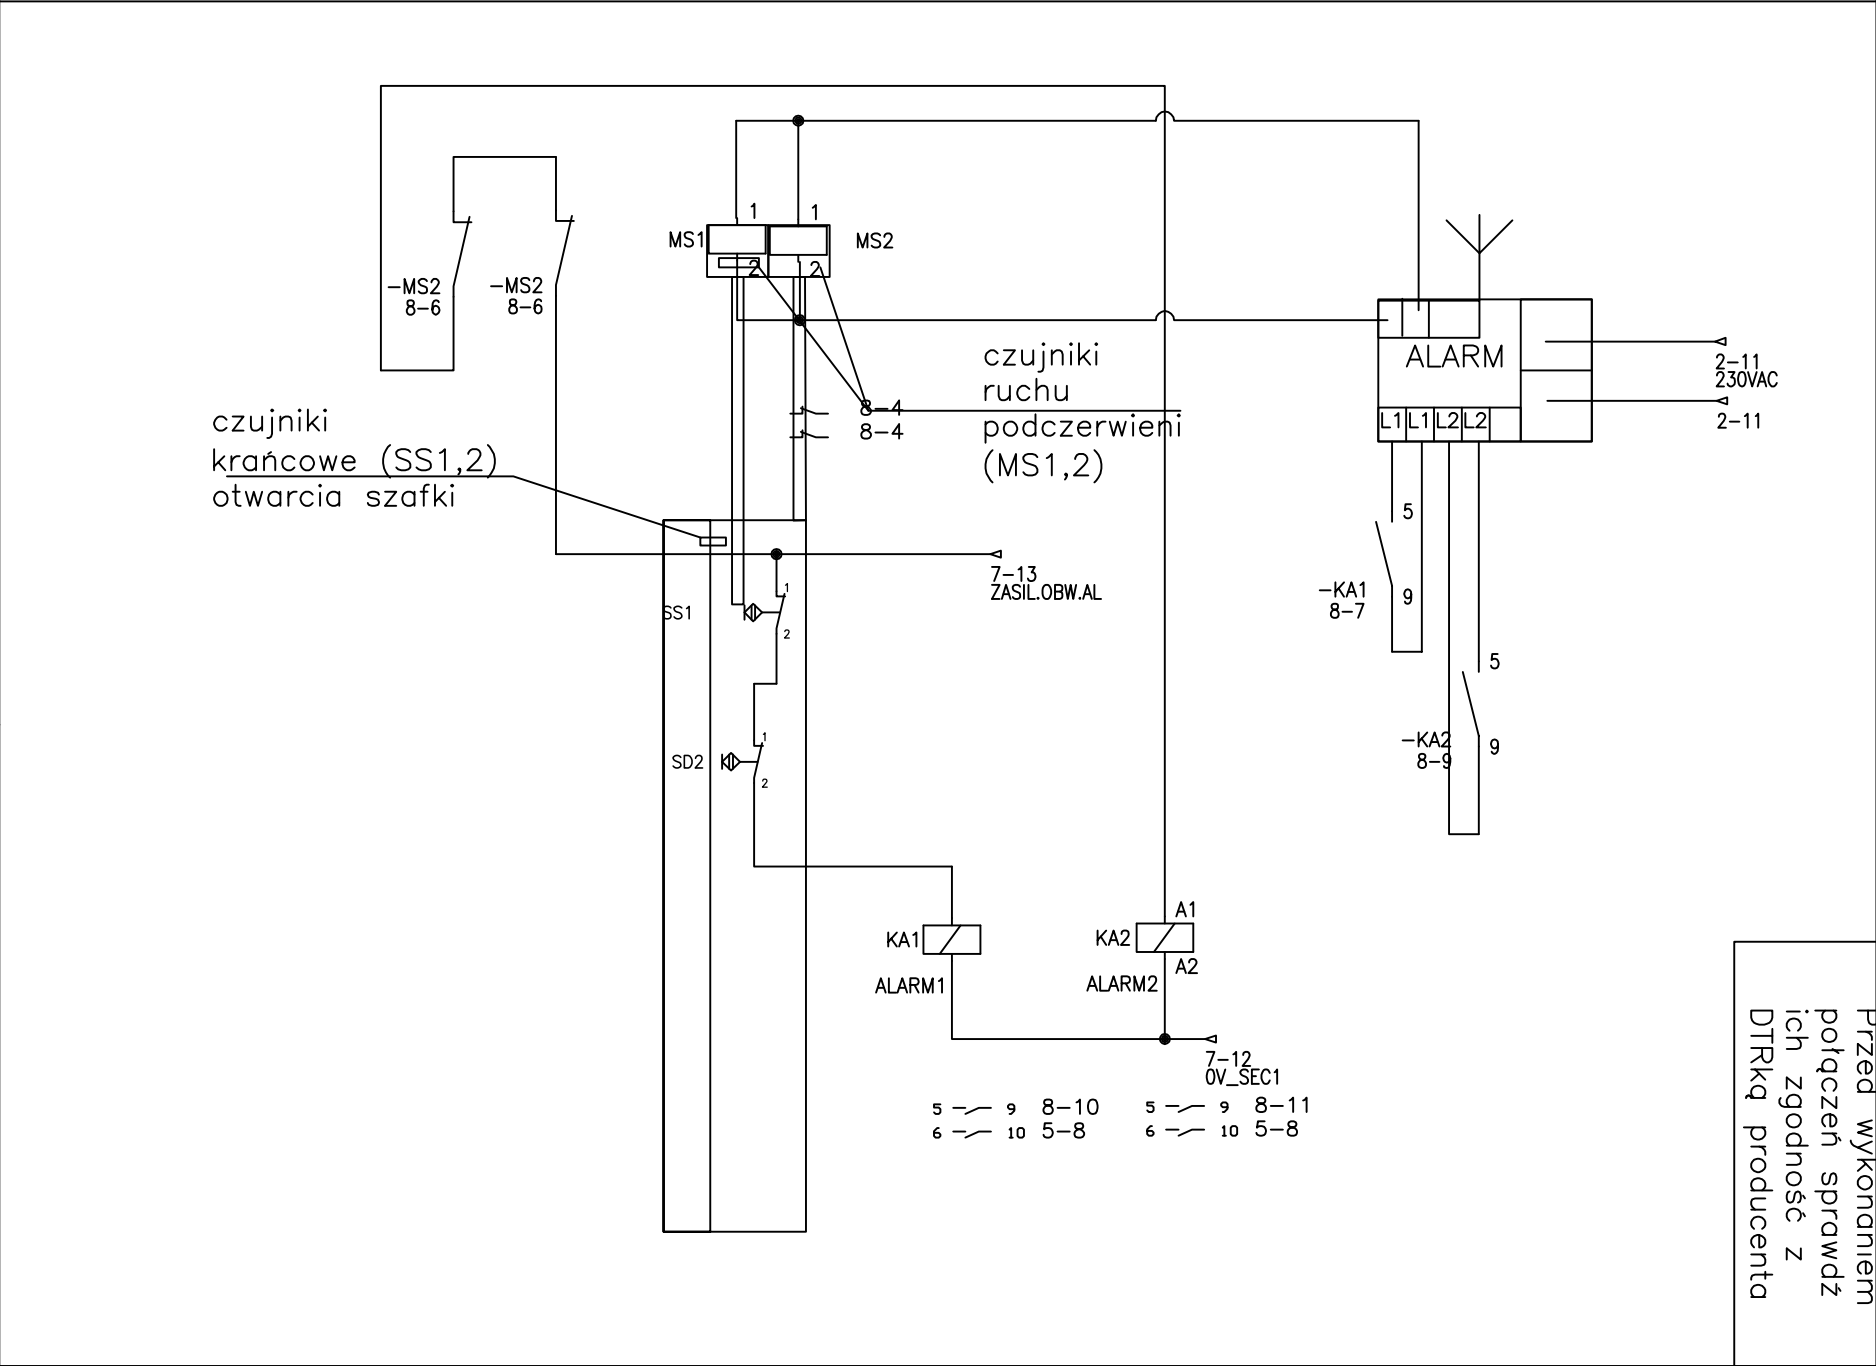 1
1
MS1
MS2
2
2
-MS2
8-6
-MS2
8-6
czujniki
ruchu
podczerwieni
(MS1,2)
8-4
8-4
czujniki
krańcowe (SS1,2)
otwarcia szafki
ALARM
L1 L1 L2 L2
2-11
230VAC
2-11
5
-KA1
8-7
9
5
-KA2
8-9
9
7-13
ZASIL.OBW.AL
SS1
1
2
SD2
1
2
KA1
ALARM1
A1
KA2
A2
ALARM2
7-12
0V_SEC1
5 9 8-10
6 10 5-8
5 9 8-11
6 10 5-8
Przed wykonaniem
połączeń sprawdź
ich zgodność z
DTRką producenta